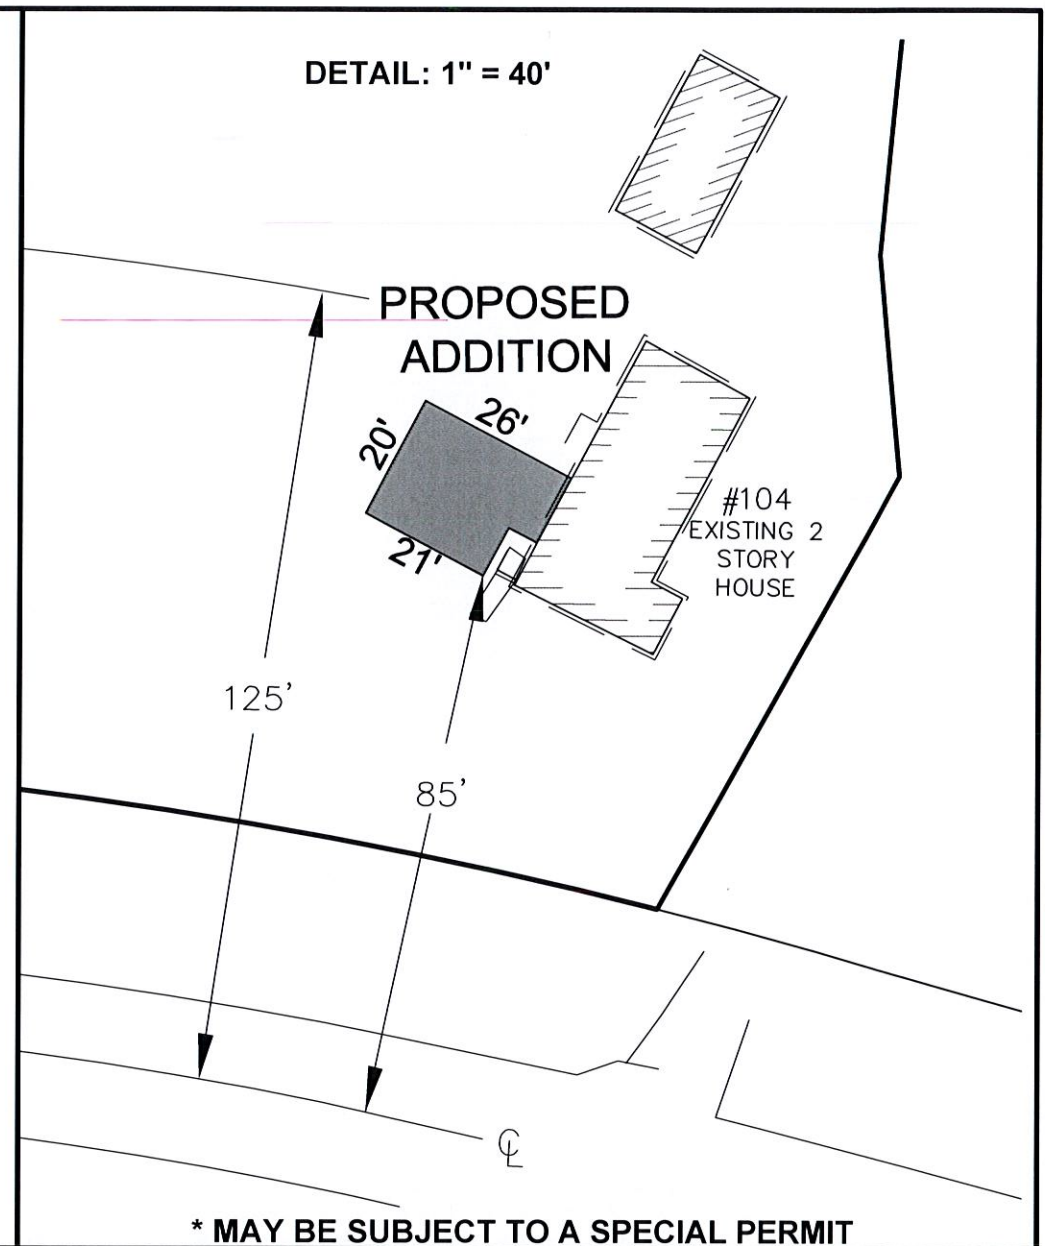 DETAIL: 1" = 40'
PROPOSED
ADDITION
26'
20'
21'
#104
EXISTING 2
STORY
HOUSE
125'
85'
℄
* MAY BE SUBJECT TO A SPECIAL PERMIT